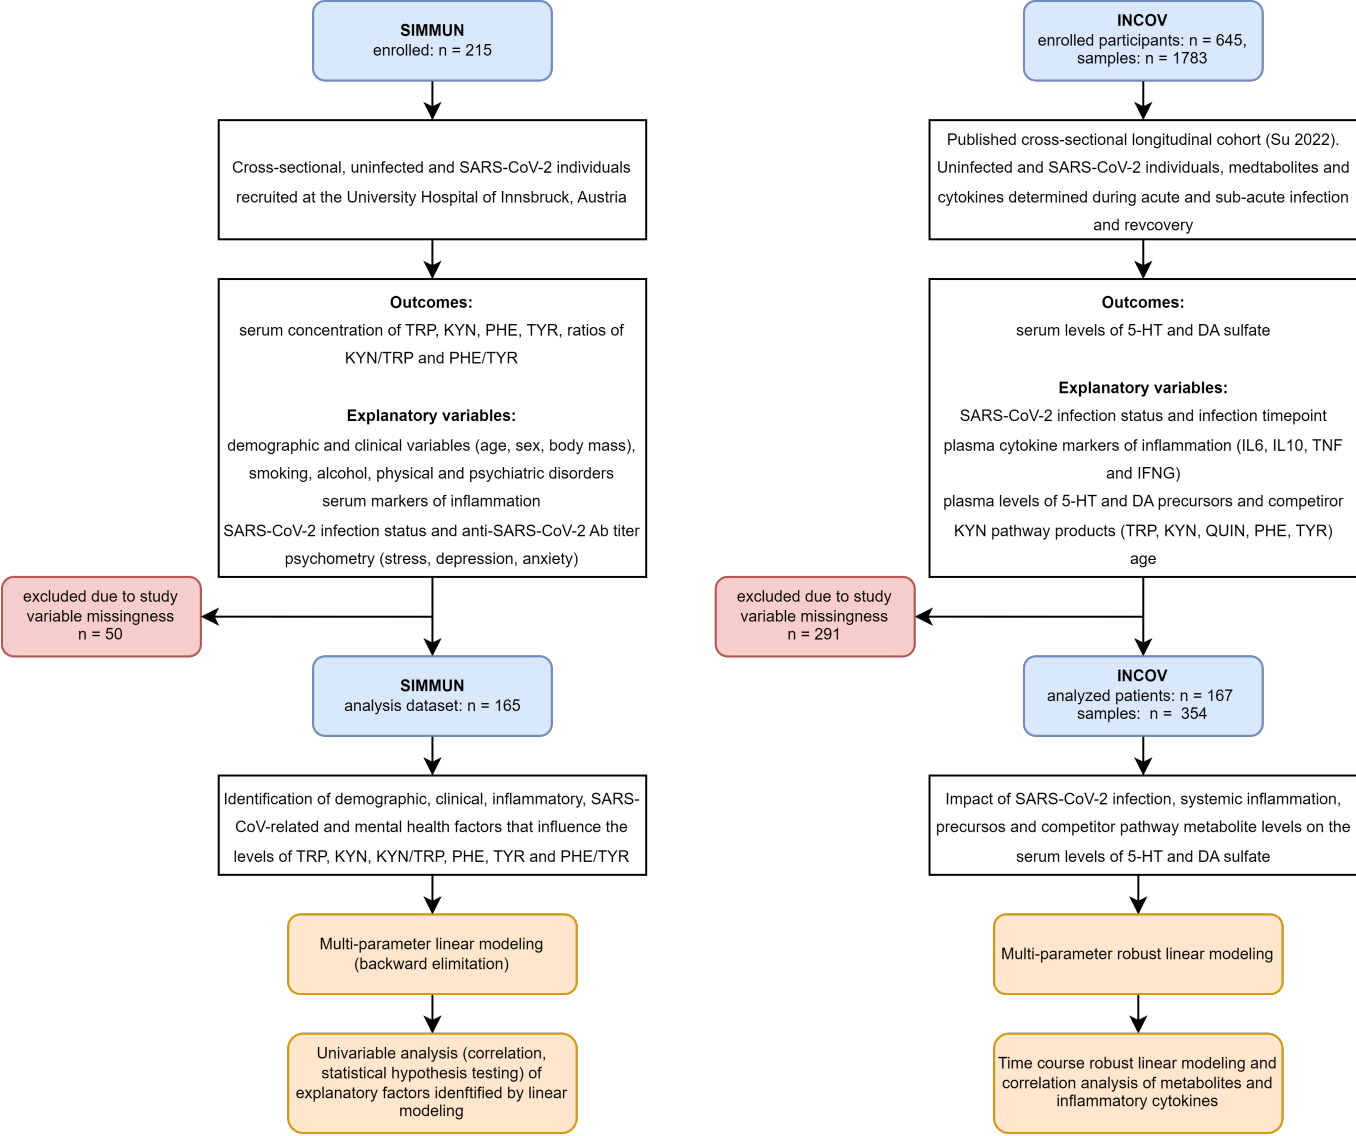 SIMMUN
enrolled: n = 215
Cross-sectional, uninfected and SARS-CoV-2 individuals
recruited at the University Hospital of Innsbruck, Austria
Outcomes:
serum concentration of TRP, KYN, PHE, TYR, ratios of
KYN/TRP and PHE/TYR
Explanatory variables:
demographic and clinical variables (age, sex, body mass),
smoking, alcohol, physical and psychiatric disorders
serum markers of inflammation
SARS-CoV-2 infection status and anti-SARS-CoV-2 Ab titer
psychometry (stress, depression, anxiety)
excluded due to study
variable missingness
n = 50
SIMMUN
analysis dataset: n = 165
Identification of demographic, clinical, inflammatory, SARS-
CoV-related and mental health factors that influence the
levels of TRP, KYN, KYN/TRP, PHE, TYR and PHE/TYR
Multi-parameter linear modeling
(backward elimitation)
Univariable analysis (correlation,
statistical hypothesis testing) of
explanatory factors idenftified by linear
modeling
INCOV
enrolled participants: n = 645,
samples: n = 1783
Published cross-sectional longitudinal cohort (Su 2022).
Uninfected and SARS-CoV-2 individuals, medtabolites and
cytokines determined during acute and sub-acute infection
and revcovery
Outcomes:
serum levels of 5-HT and DA sulfate
Explanatory variables:
SARS-CoV-2 infection status and infection timepoint
plasma cytokine markers of inflammation (IL6, IL10, TNF
and IFNG)
plasma levels of 5-HT and DA precursors and competiror
KYN pathway products (TRP, KYN, QUIN, PHE, TYR)
age
excluded due to study
variable missingness
n = 291
INCOV
analyzed patients: n = 167
samples: n = 354
Impact of SARS-CoV-2 infection, systemic inflammation,
precursos and competitor pathway metabolite levels on the
serum levels of 5-HT and DA sulfate
Multi-parameter robust linear modeling
Time course robust linear modeling and
correlation analysis of metabolites and
inflammatory cytokines